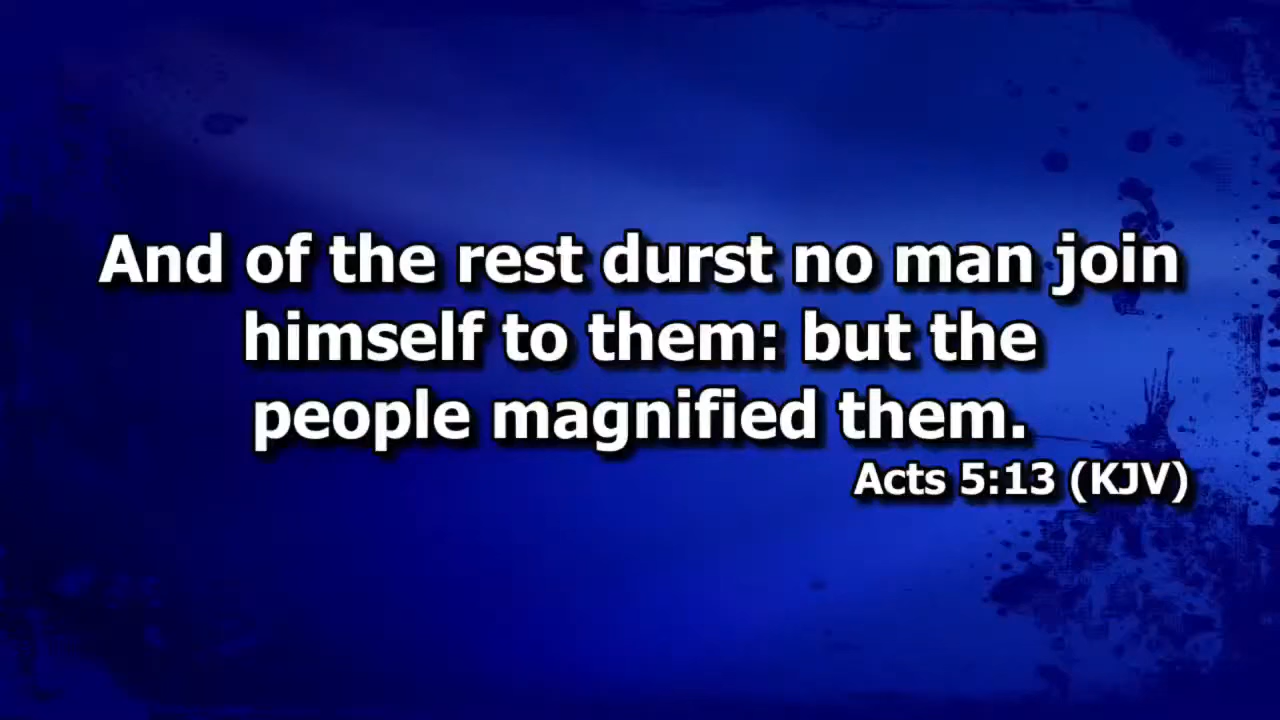 And of the rest durst no man join
himself to them: but the
people magnified them.
Acts 5:13 (KJV)